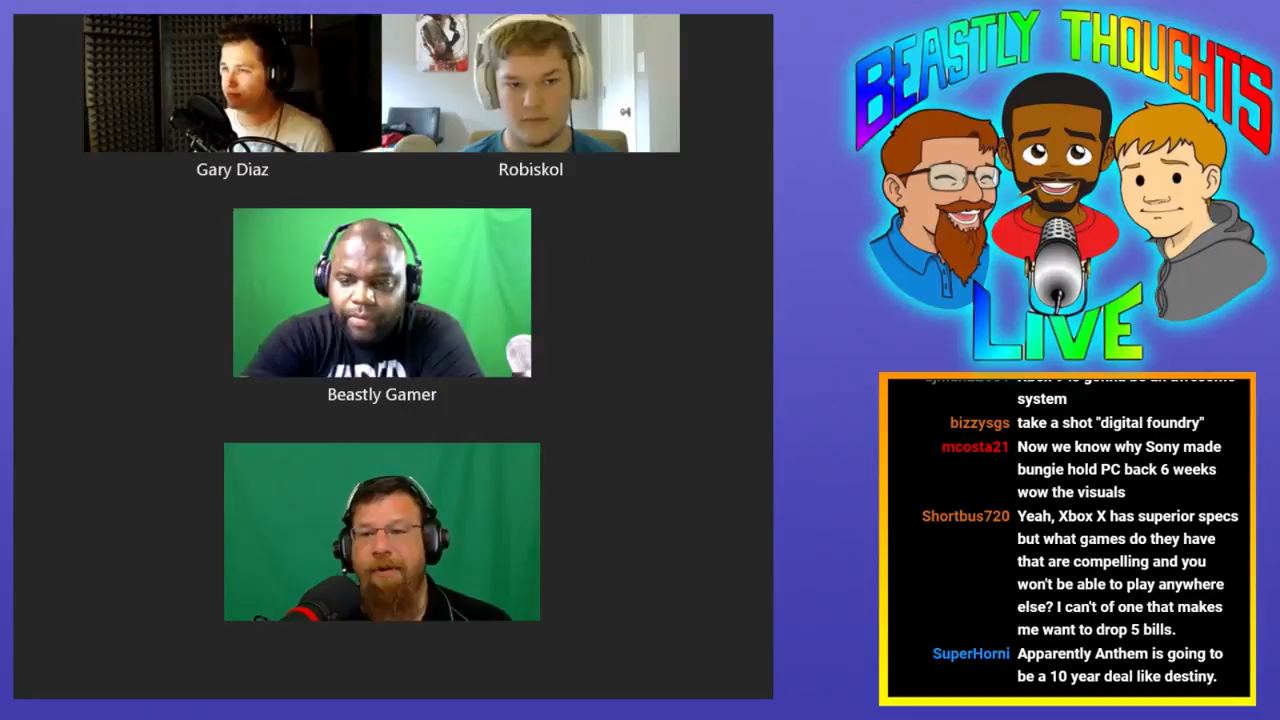 Gary Diaz
Robiskol
Beastly Gamer
BEASTLY THOUGHTS
LIVE
system
bizzysgs take a shot "digital foundry"
mcosta21 Now we know why Sony made
bungie hold PC back 6 weeks
wow the visuals
Shortbus720 Yeah, Xbox X has superior specs
but what games do they have
that are compelling and you
won't be able to play anywhere
else? I can't of one that makes
me want to drop 5 bills.
SuperHorni Apparently Anthem is going to
be a 10 year deal like destiny.